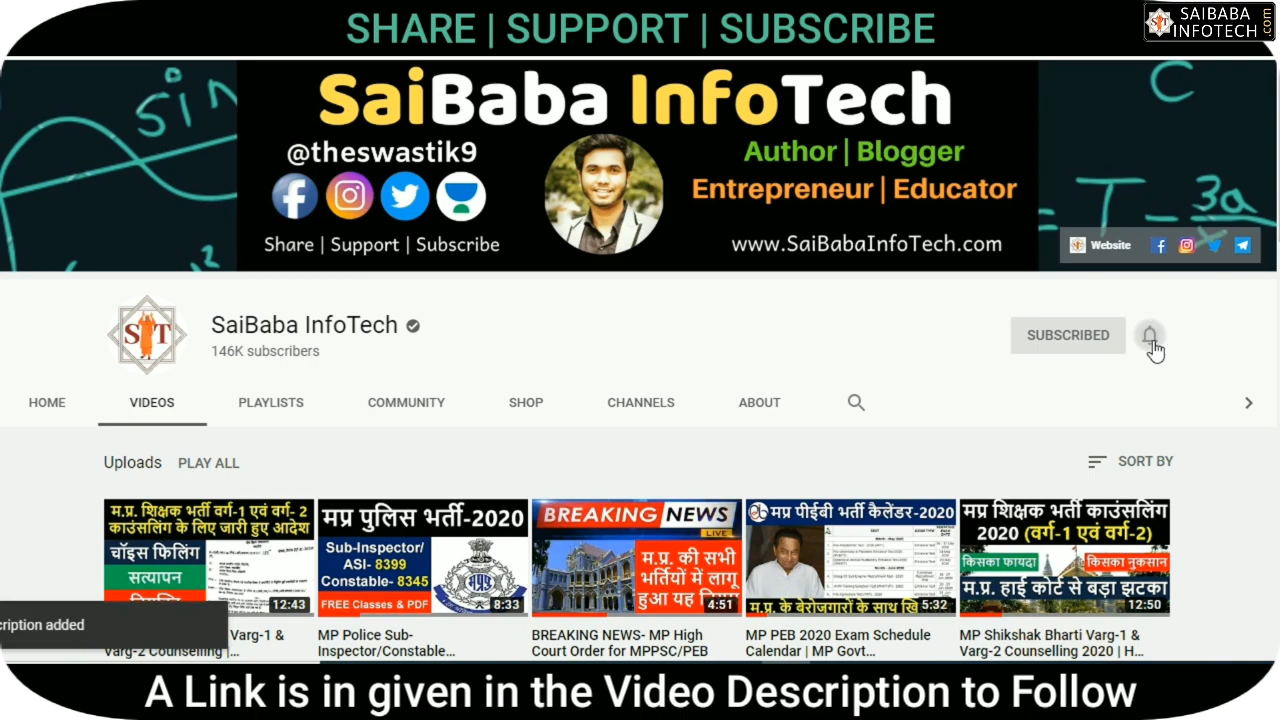 SHARE | SUPPORT | SUBSCRIBE
SAIBABA
INFOTECH
.com
SaiBaba InfoTech
@theswastik9
Author | Blogger
Entrepreneur | Educator
Share | Support | Subscribe
www.SaiBabaInfoTech.com
Website
SaiBaba InfoTech
146K subscribers
SUBSCRIBED
HOME VIDEOS PLAYLISTS COMMUNITY SHOP CHANNELS ABOUT
Uploads PLAY ALL
SORT BY
म.प्र. शिक्षक भर्ती वर्ग-1 एवं वर्ग- 2
काउंसलिंग के लिए जारी हुए आदेश
चॉइस फिलिंग
सत्यापन
12:43
मप्र पुलिस भर्ती-2020
Sub-Inspector/
ASI- 8399
Constable- 8345
FREE Classes & PDF
8:33
BREAKING NEWS
LIVE
म.प्र. की सभी
भर्तियों में लागू
हुआ यह
4:51
मप्र पीईबी भर्ती कैलेंडर-2020
म.प्र. के बेरोजगारों के साथ
5:32
मप्र शिक्षक भर्ती काउंसलिंग
2020 (वर्ग-1 एवं वर्ग-2)
किसका फायदा
किसका नुकसान
म.प्र. हाई कोर्ट से बड़ा झटका
12:50
cription added
Varg-1 &
Varg-2 Counselling |...
MP Police Sub-
Inspector/Constable...
BREAKING NEWS- MP High
Court Order for MPPSC/PEB
MP PEB 2020 Exam Schedule
Calendar | MP Govt...
MP Shikshak Bharti Varg-1 &
Varg-2 Counselling 2020 | H...
A Link is in given in the Video Description to Follow